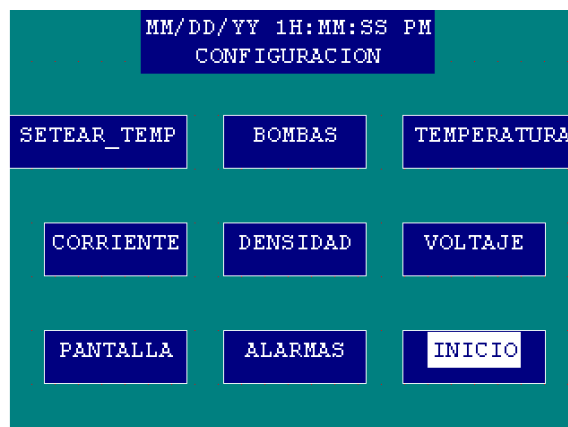 MM/DD/YY 1H:MM:SS PM
CONFIGURACION
SETEAR_TEMP BOMBAS TEMPERATURA
CORRIENTE DENSIDAD VOLTAJE
PANTALLA ALARMAS INICIO